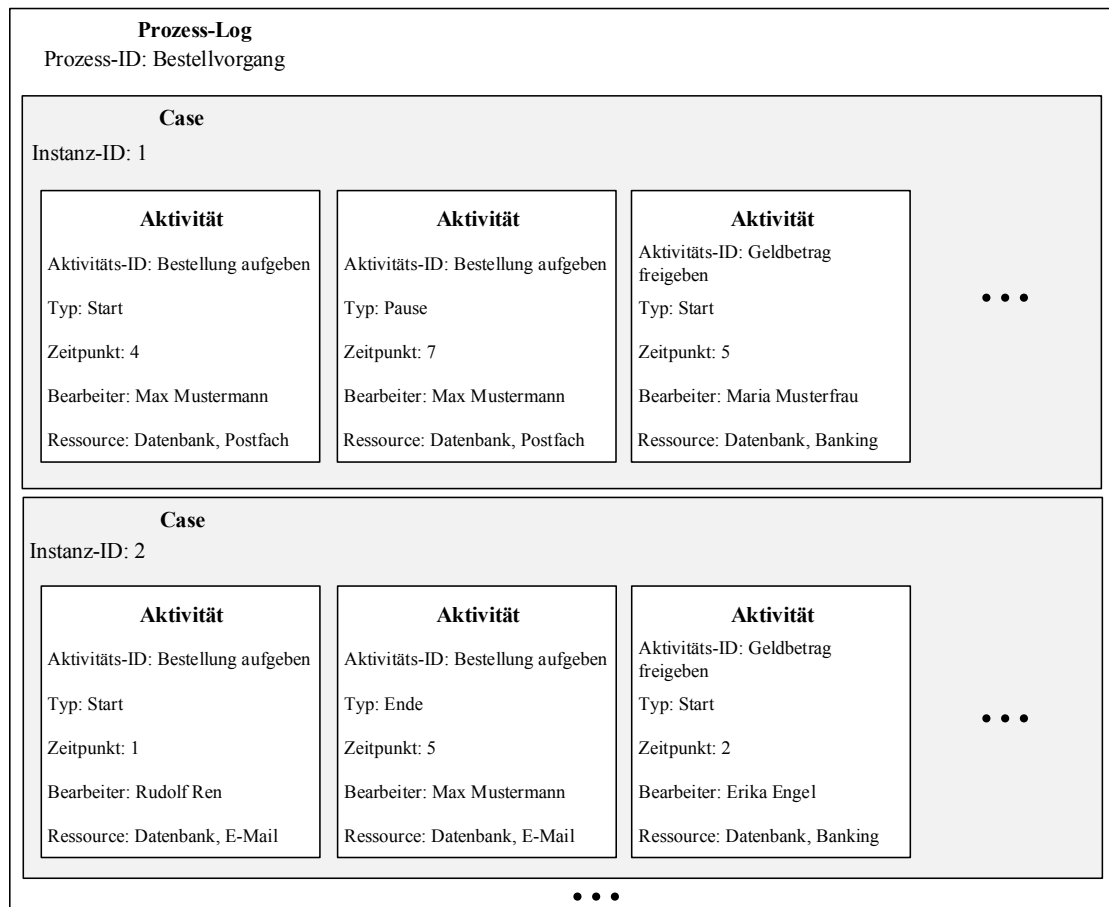 Prozess-Log
Prozess-ID: Bestellvorgang
Case
Instanz-ID: 1
Aktivität
Aktivitäts-ID: Bestellung aufgeben
Typ: Start
Zeitpunkt: 4
Bearbeiter: Max Mustermann
Ressource: Datenbank, Postfach
Aktivität
Aktivitäts-ID: Bestellung aufgeben
Typ: Pause
Zeitpunkt: 7
Bearbeiter: Max Mustermann
Ressource: Datenbank, Postfach
Aktivität
Aktivitäts-ID: Geldbetrag
freigeben
Typ: Start
Zeitpunkt: 5
Bearbeiter: Maria Musterfrau
Ressource: Datenbank, Banking
...
Case
Instanz-ID: 2
Aktivität
Aktivitäts-ID: Bestellung aufgeben
Typ: Start
Zeitpunkt: 1
Bearbeiter: Rudolf Ren
Ressource: Datenbank, E-Mail
Aktivität
Aktivitäts-ID: Bestellung aufgeben
Typ: Ende
Zeitpunkt: 5
Bearbeiter: Max Mustermann
Ressource: Datenbank, E-Mail
Aktivität
Aktivitäts-ID: Geldbetrag
freigeben
Typ: Start
Zeitpunkt: 2
Bearbeiter: Erika Engel
Ressource: Datenbank, Banking
...
...